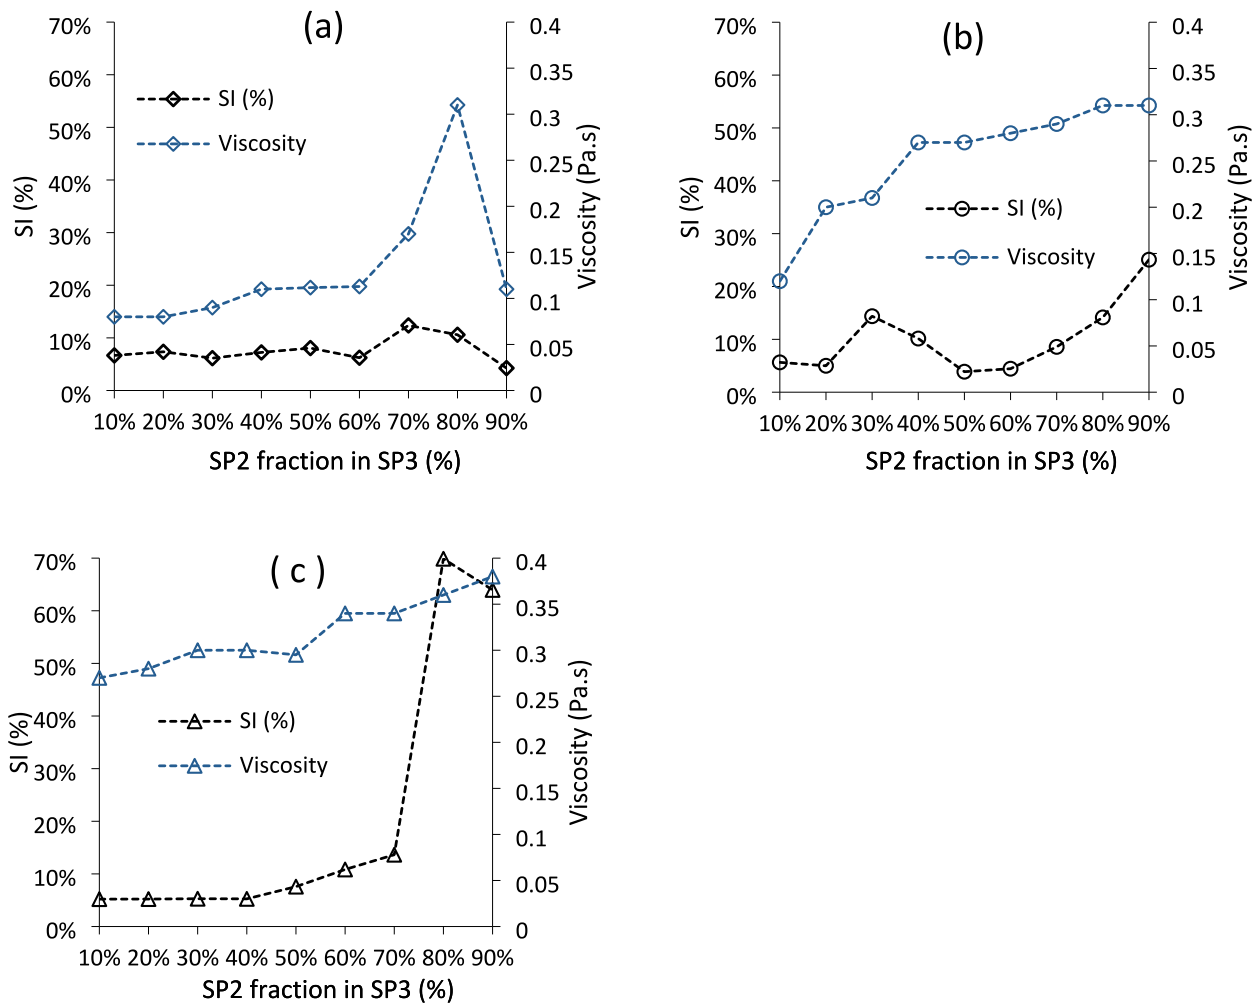 (a)
70%
60%
50%
40%
30%
20%
10%
0%
SI (%)
0.4
0.35
0.3
0.25
0.2
0.15
0.1
0.05
0
Viscosity (Pa.s)
SI (%)
Viscosity
10% 20% 30% 40% 50% 60% 70% 80% 90%
SP2 fraction in SP3 (%)
(b)
70%
60%
50%
40%
30%
20%
10%
0%
SI (%)
0.4
0.35
0.3
0.25
0.2
0.15
0.1
0.05
0
Viscosity (Pa.s)
SI (%)
Viscosity
10% 20% 30% 40% 50% 60% 70% 80% 90%
SP2 fraction in SP3 (%)
( c )
70%
60%
50%
40%
30%
20%
10%
0%
SI (%)
0.4
0.35
0.3
0.25
0.2
0.15
0.1
0.05
0
Viscosity (Pa.s)
SI (%)
Viscosity
10% 20% 30% 40% 50% 60% 70% 80% 90%
SP2 fraction in SP3 (%)